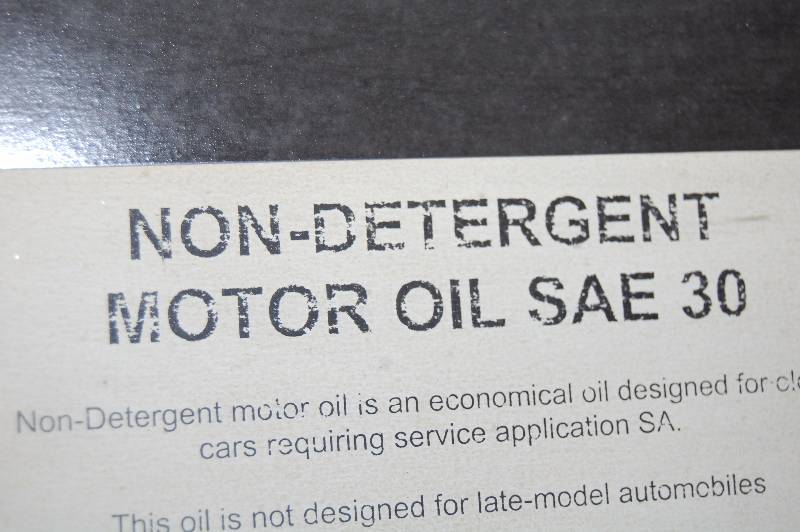 NON-DETERGENT
MOTOR OIL SAE 30
Non-Detergent motor oil is an economical oil designed for
cars requiring service application SA.
This oil is not designed for late-model automobiles